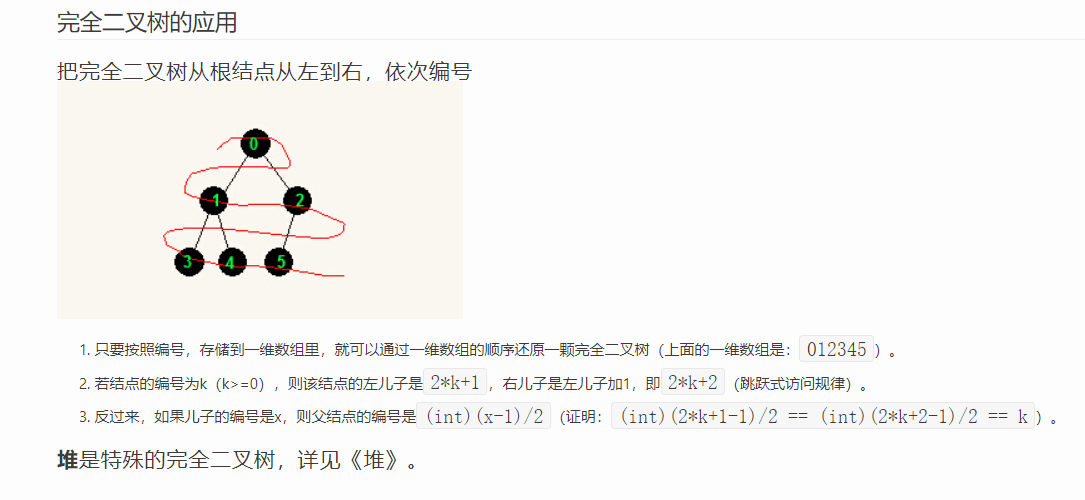 完全二叉树的应用
把完全二叉树从根结点从左到右，依次编号
0
1 2
3 4 5
1. 只要按照编号，存储到一维数组里，就可以通过一维数组的顺序还原一颗完全二叉树（上面的一维数组是：012345）。
2. 若结点的编号为k（k>=0），则该结点的左儿子是2*k+1，右儿子是左儿子加1，即2*k+2（跳跃式访问规律）。
3. 反过来，如果儿子的编号是x，则父结点的编号是(int)(x-1)/2（证明：(int)(2*k+1-1)/2 == (int)(2*k+2-1)/2 == k）。
堆是特殊的完全二叉树，详见《堆》。